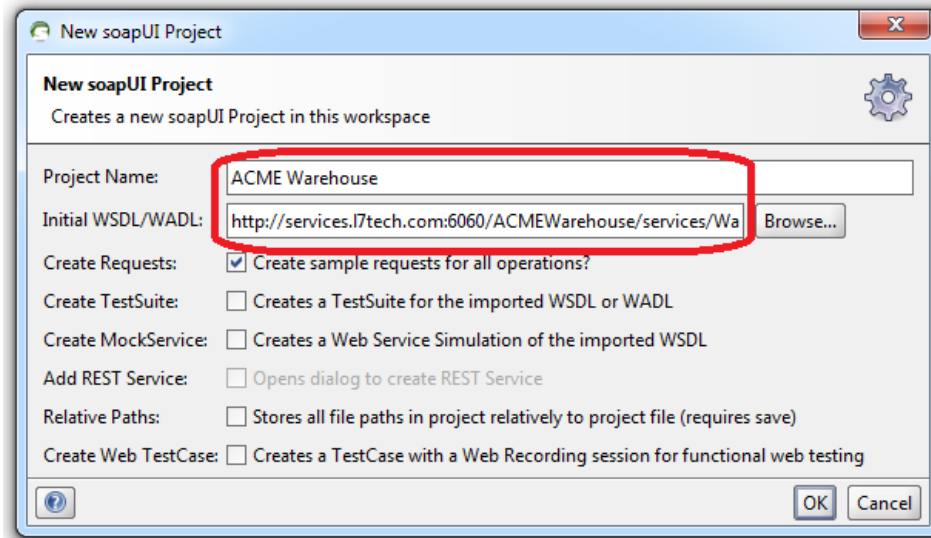 New soapUI Project
New soapUI Project
Creates a new soapUI Project in this workspace
Project Name: ACME Warehouse
Initial WSDL/WADL: http://services.l7tech.com:6060/ACMEWarehouse/services/Wa Browse...
Create Requests: Create sample requests for all operations?
Create TestSuite: Creates a TestSuite for the imported WSDL or WADL
Create MockService: Creates a Web Service Simulation of the imported WSDL
Add REST Service: Opens dialog to create REST Service
Relative Paths: Stores all file paths in project relatively to project file (requires save)
Create Web TestCase: Creates a TestCase with a Web Recording session for functional web testing
? OK Cancel